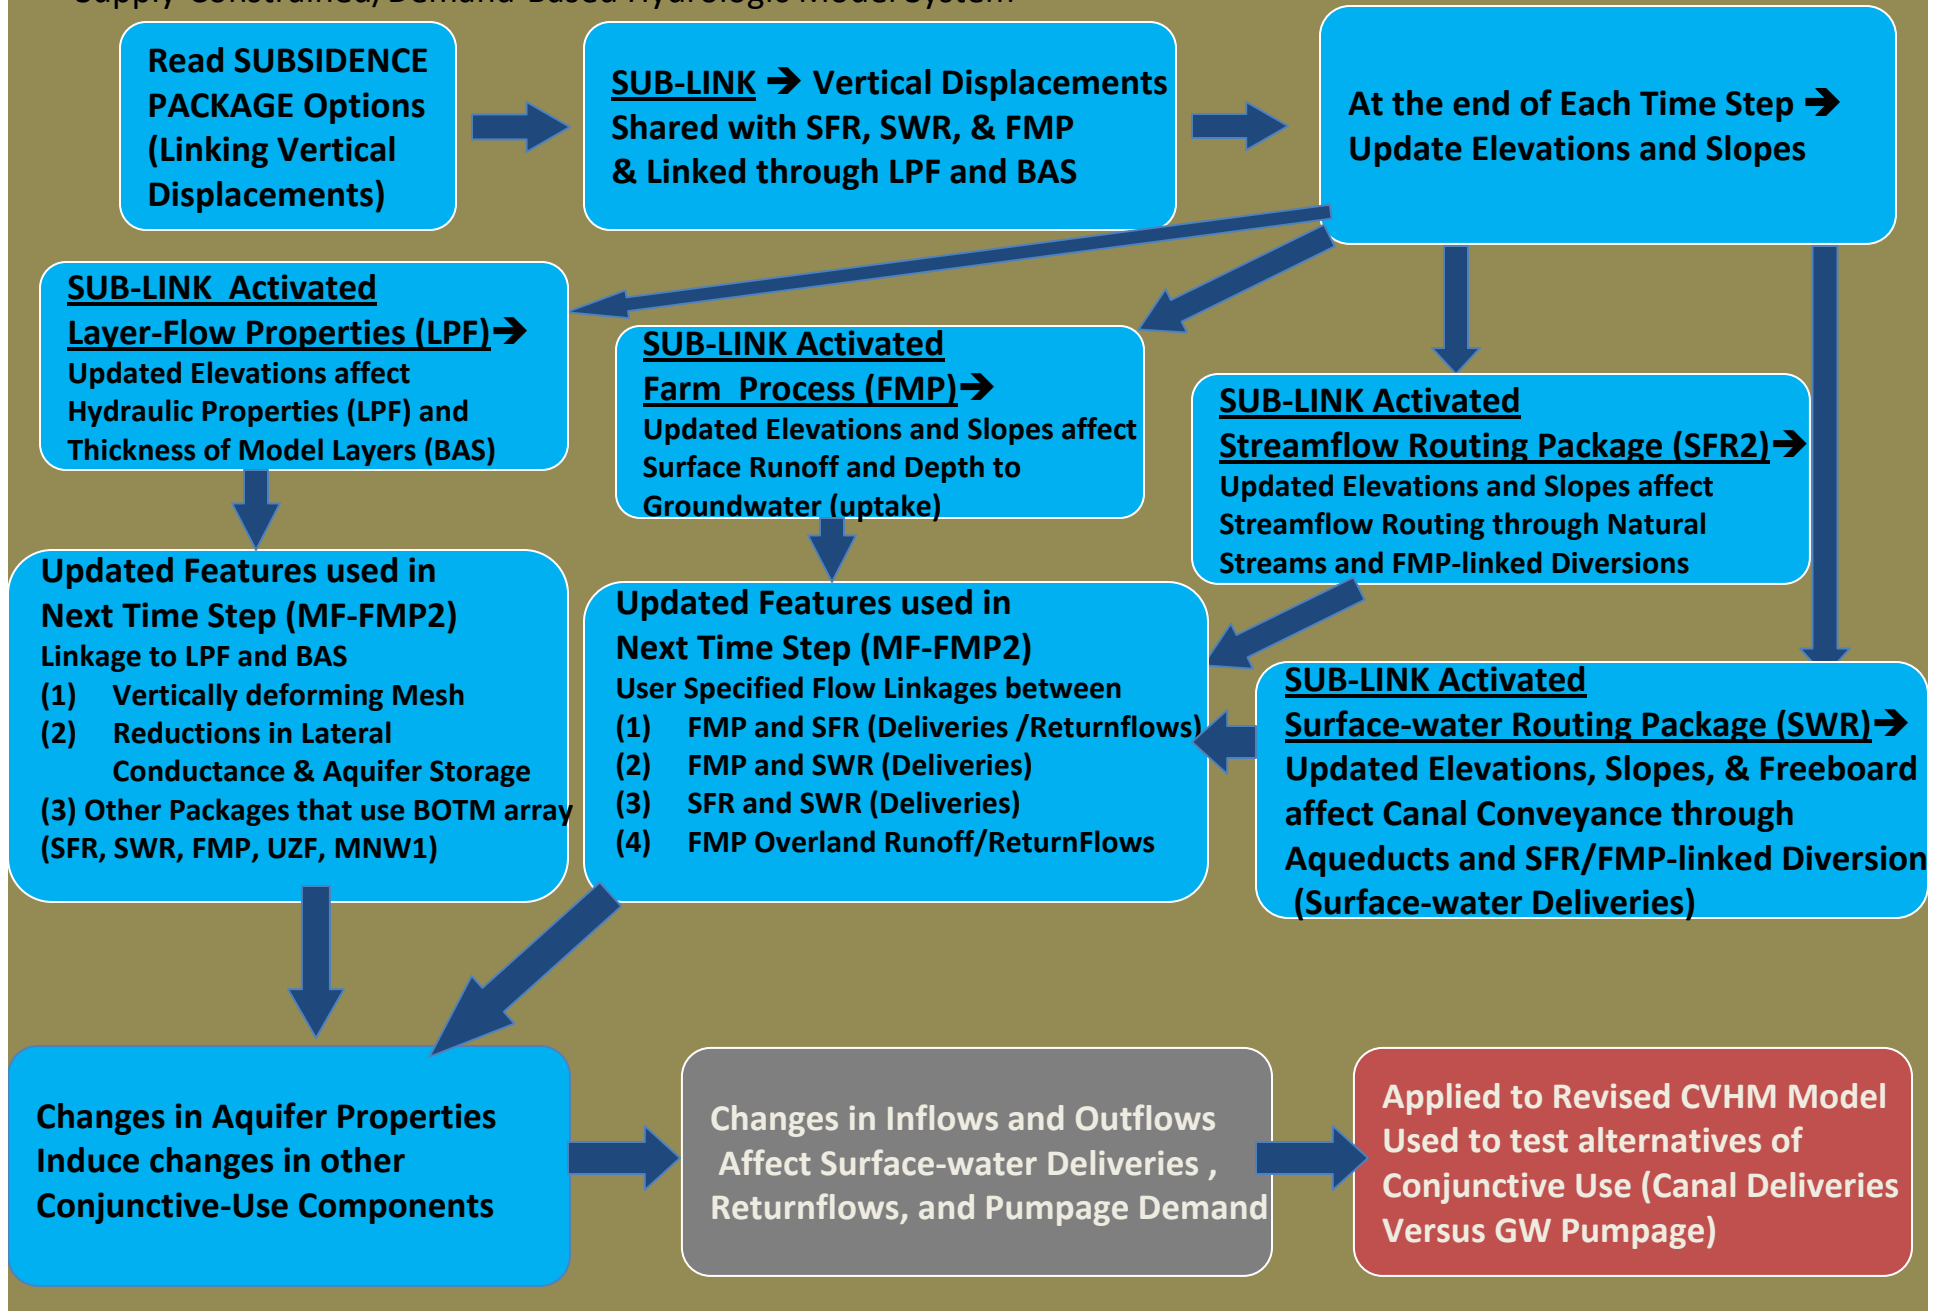 Supply-Constrained/Demand-Based Hydrologic Model System
Read SUBSIDENCE
PACKAGE Options
(Linking Vertical
Displacements)
SUB-LINK → Vertical Displacements
Shared with SFR, SWR, & FMP
& Linked through LPF and BAS
At the end of Each Time Step →
Update Elevations and Slopes
SUB-LINK Activated
Layer-Flow Properties (LPF)→
Updated Elevations affect
Hydraulic Properties (LPF) and
Thickness of Model Layers (BAS)
SUB-LINK Activated
Farm Process (FMP)→
Updated Elevations and Slopes affect
Surface Runoff and Depth to
Groundwater (uptake)
SUB-LINK Activated
Streamflow Routing Package (SFR2)→
Updated Elevations and Slopes affect
Streamflow Routing through Natural
Streams and FMP-linked Diversions
Updated Features used in
Next Time Step (MF-FMP2)
Linkage to LPF and BAS
(1) Vertically deforming Mesh
(2) Reductions in Lateral
Conductance & Aquifer Storage
(3) Other Packages that use BOTM array
(SFR, SWR, FMP, UZF, MNW1)
Updated Features used in
Next Time Step (MF-FMP2)
User Specified Flow Linkages between
(1) FMP and SFR (Deliveries /Returnflows)
(2) FMP and SWR (Deliveries)
(3) SFR and SWR (Deliveries)
(4) FMP Overland Runoff/ReturnFlows
SUB-LINK Activated
Surface-water Routing Package (SWR)→
Updated Elevations, Slopes, & Freeboard
affect Canal Conveyance through
Aqueducts and SFR/FMP-linked Diversion
(Surface-water Deliveries)
Changes in Aquifer Properties
Induce changes in other
Conjunctive-Use Components
Changes in Inflows and Outflows
Affect Surface-water Deliveries ,
Returnflows, and Pumpage Demand
Applied to Revised CVHM Model
Used to test alternatives of
Conjunctive Use (Canal Deliveries
Versus GW Pumpage)